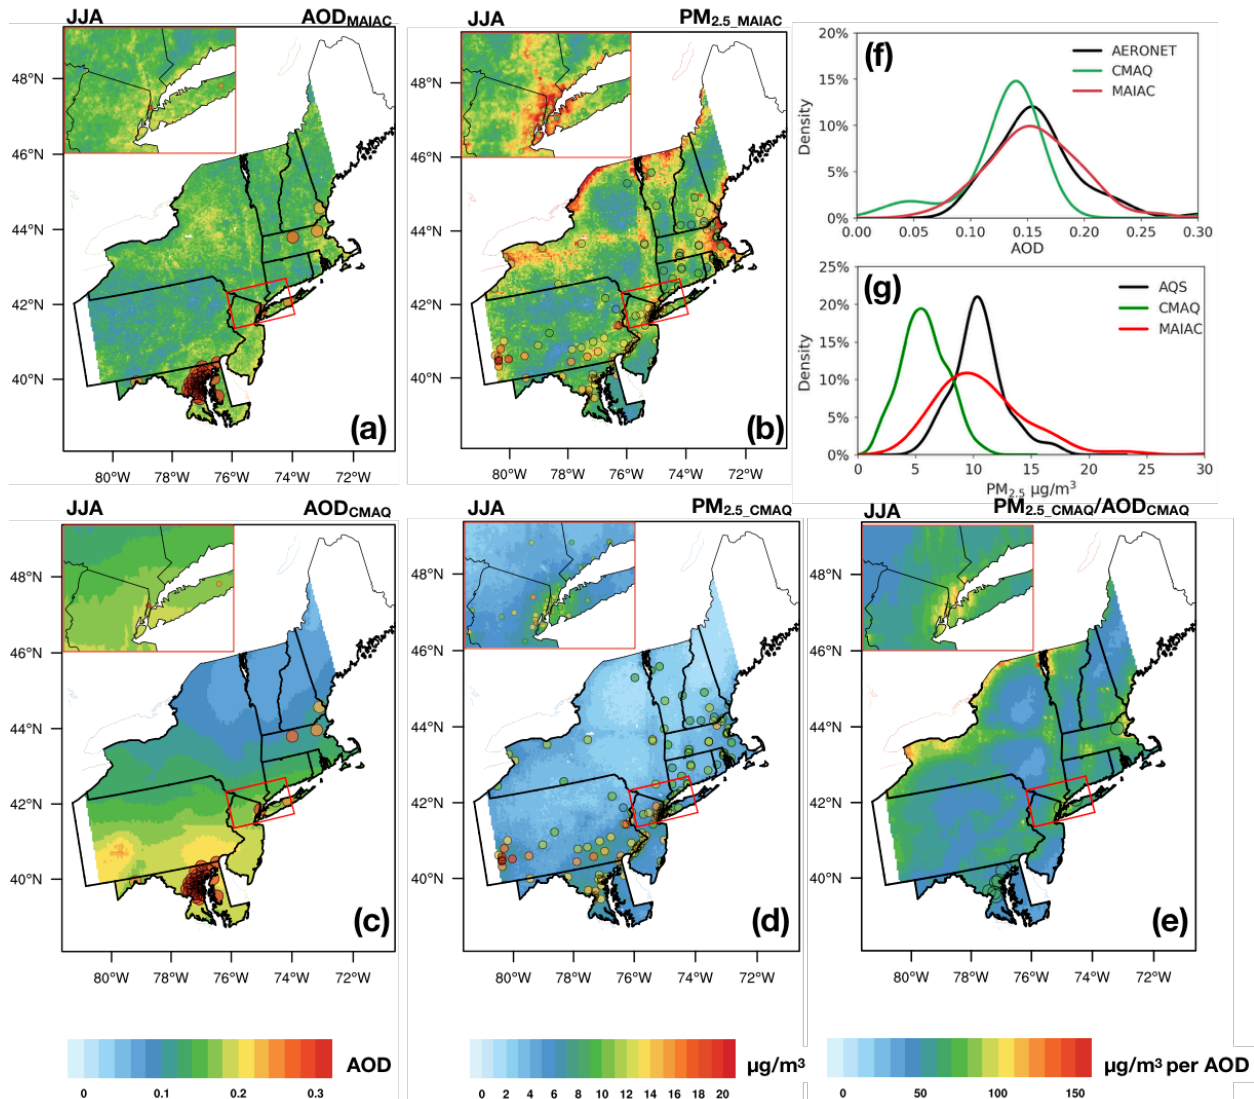 JJA AOD_MAIAC
48°N
46°N
44°N
42°N
40°N
80°W 78°W 76°W 74°W 72°W
(a)
JJA PM2.5_MAIAC
48°N
46°N
44°N
42°N
40°N
80°W 78°W 76°W 74°W 72°W
(b)
(f)
20%
15%
10%
5%
0%
Density
AERONET
CMAQ
MAIAC
0.00 0.05 0.10 0.15 0.20 0.25 0.30
AOD
(g)
25%
20%
15%
10%
5%
0%
Density
AQS
CMAQ
MAIAC
0 5 10 15 20 25 30
PM2.5 µg/m³
JJA AOD_CMAQ
48°N
46°N
44°N
42°N
40°N
80°W 78°W 76°W 74°W 72°W
(c)
JJA PM2.5_CMAQ
48°N
46°N
44°N
42°N
40°N
80°W 78°W 76°W 74°W 72°W
(d)
JJA PM2.5_CMAQ/AOD_CMAQ
48°N
46°N
44°N
42°N
40°N
80°W 78°W 76°W 74°W 72°W
(e)
AOD
0 0.1 0.2 0.3
µg/m³
0 2 4 6 8 10 12 14 16 18 20
µg/m³ per AOD
0 50 100 150